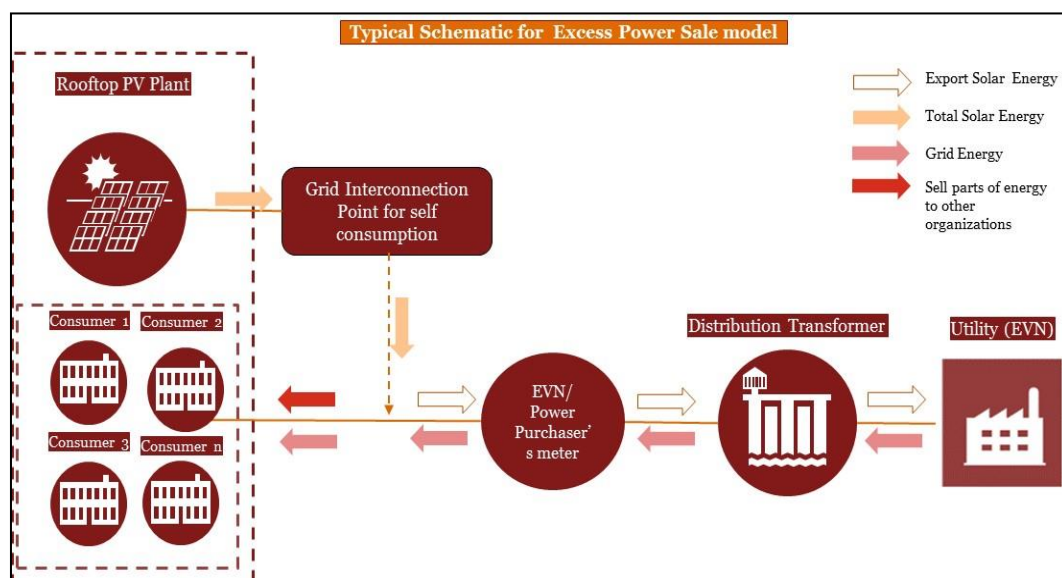 Typical Schematic for Excess Power Sale model
Rooftop PV Plant
Export Solar Energy
Total Solar Energy
Grid Energy
Sell parts of energy
to other
organizations
Grid Interconnection
Point for self
consumption
Consumer 1
Consumer 2
Consumer 3
Consumer n
EVN/
Power
Purchaser'
s meter
Distribution Transformer
Utility (EVN)